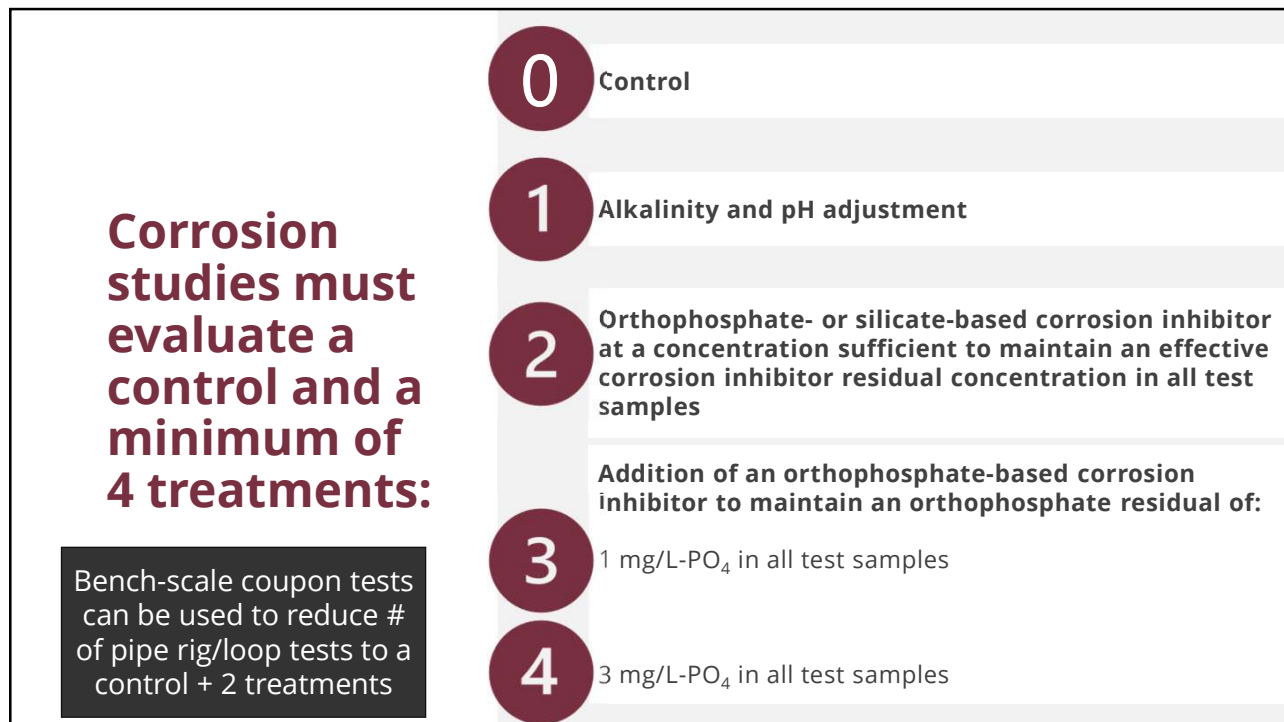 Corrosion
studies must
evaluate a
control and a
minimum of
4 treatments:
Bench-scale coupon tests
can be used to reduce #
of pipe rig/loop tests to a
control + 2 treatments
0
Control
1
Alkalinity and pH adjustment
2
Orthophosphate- or silicate-based corrosion inhibitor
at a concentration sufficient to maintain an effective
corrosion inhibitor residual concentration in all test
samples
Addition of an orthophosphate-based corrosion
inhibitor to maintain an orthophosphate residual of:
3
1 mg/L-PO₄ in all test samples
4
3 mg/L-PO₄ in all test samples